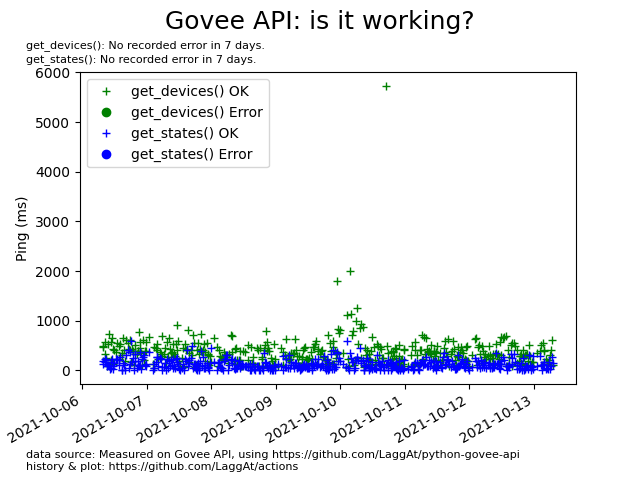 Govee API: is it working?
get_devices(): No recorded error in 7 days.
get_states(): No recorded error in 7 days.
6000
5000
4000
3000
2000
1000
0
Ping (ms)
get_devices() OK
get_devices() Error
get_states() OK
get_states() Error
2021-10-06
2021-10-07
2021-10-08
2021-10-09
2021-10-10
2021-10-11
2021-10-12
2021-10-13
data source: Measured on Govee API, using https://github.com/LaggAt/python-govee-api
history & plot: https://github.com/LaggAt/actions